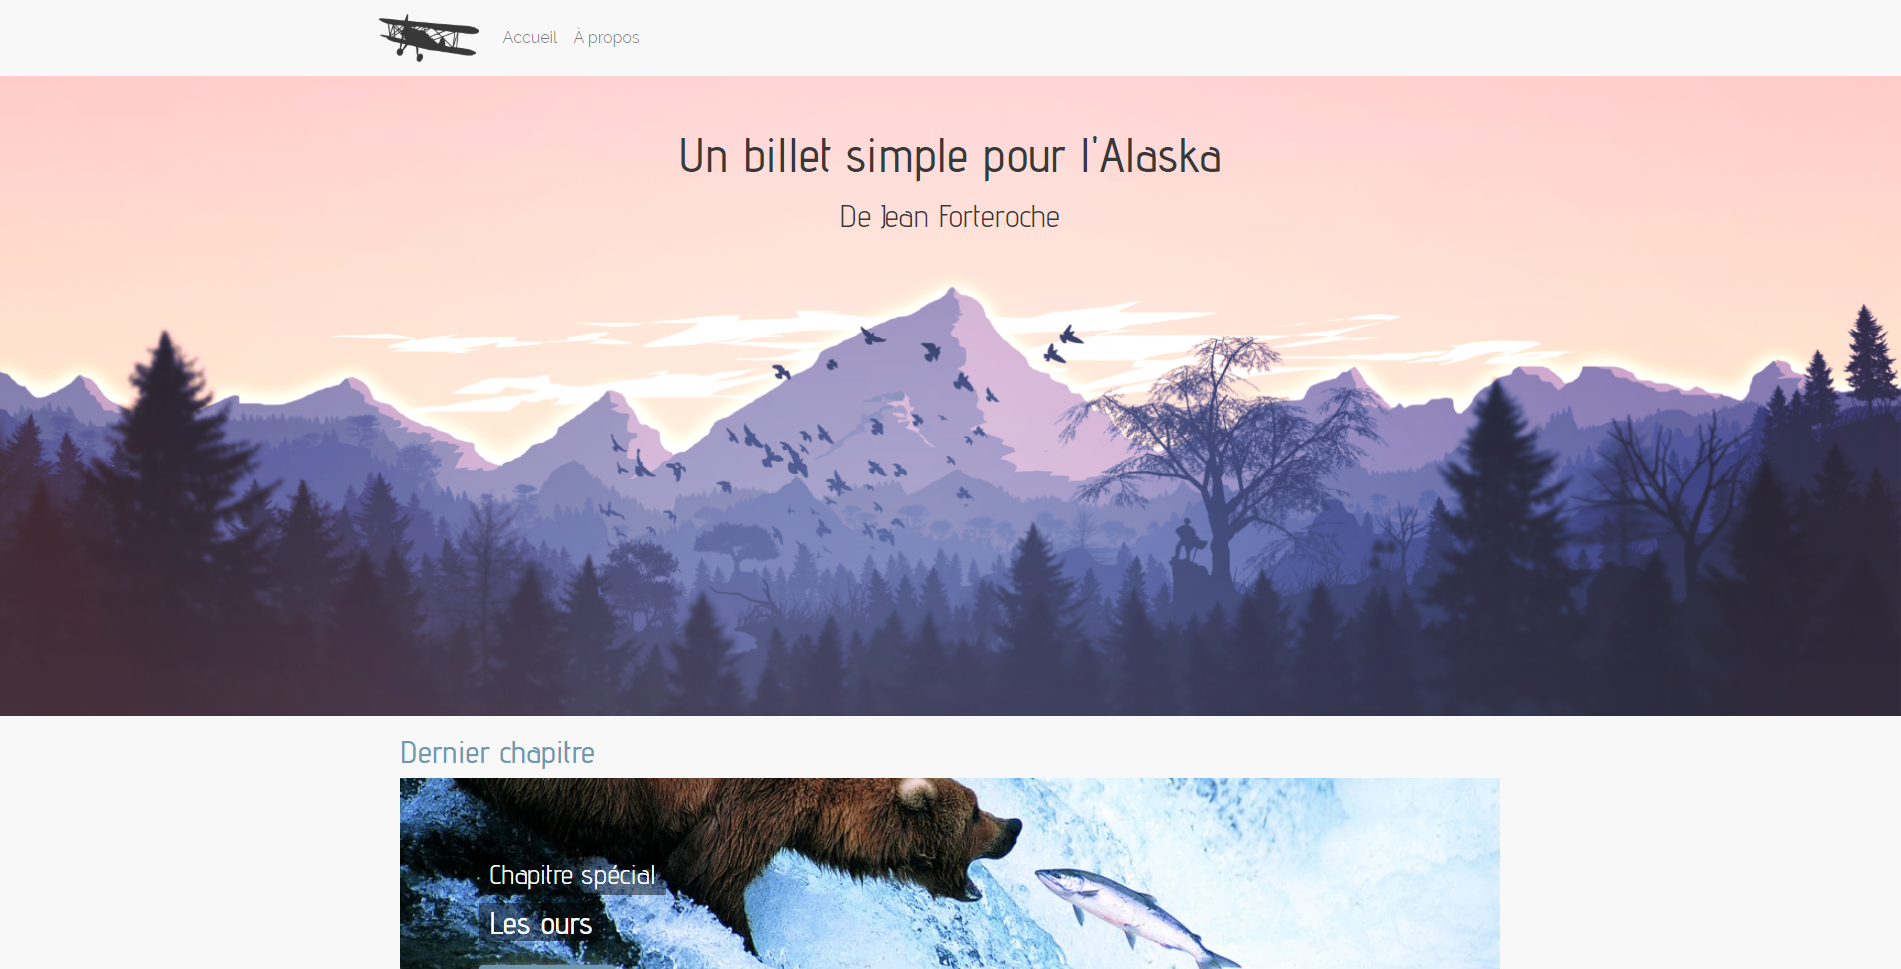 Accueil À propos
Un billet simple pour l'Alaska
De Jean Forteroche
Dernier chapitre
Chapitre spécial
Les ours